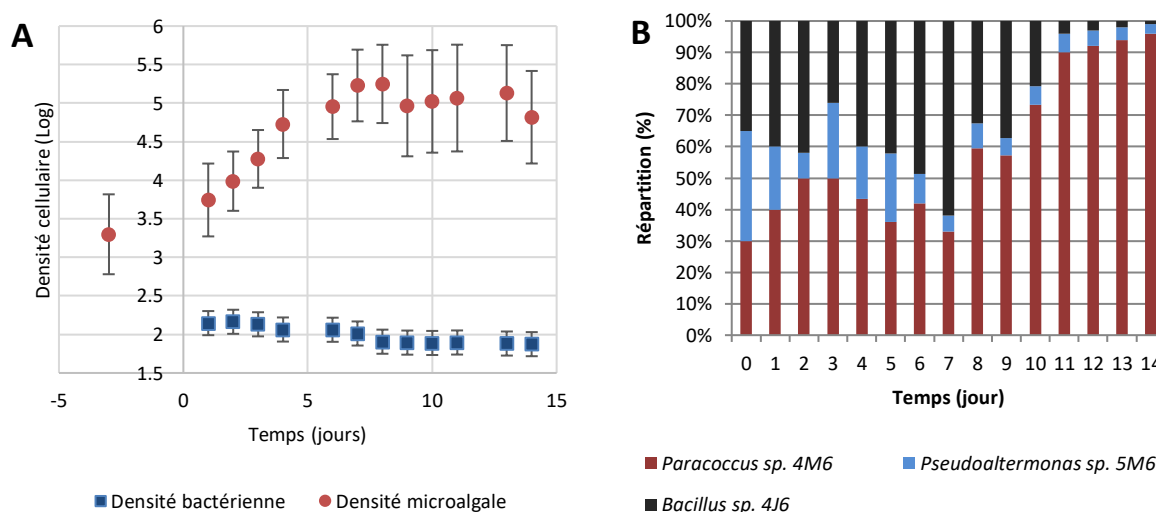 A
Densité cellulaire (Log)
6
5.5
5
4.5
4
3.5
3
2.5
2
1.5
-5 0 5 10 15
Temps (jours)
Densité bactérienne Densité microalgale
B
Répartition (%)
100%
90%
80%
70%
60%
50%
40%
30%
20%
10%
0%
0 1 2 3 4 5 6 7 8 9 10 11 12 13 14
Temps (jour)
Paracoccus sp. 4M6 Pseudoaltermonas sp. 5M6
Bacillus sp. 4J6